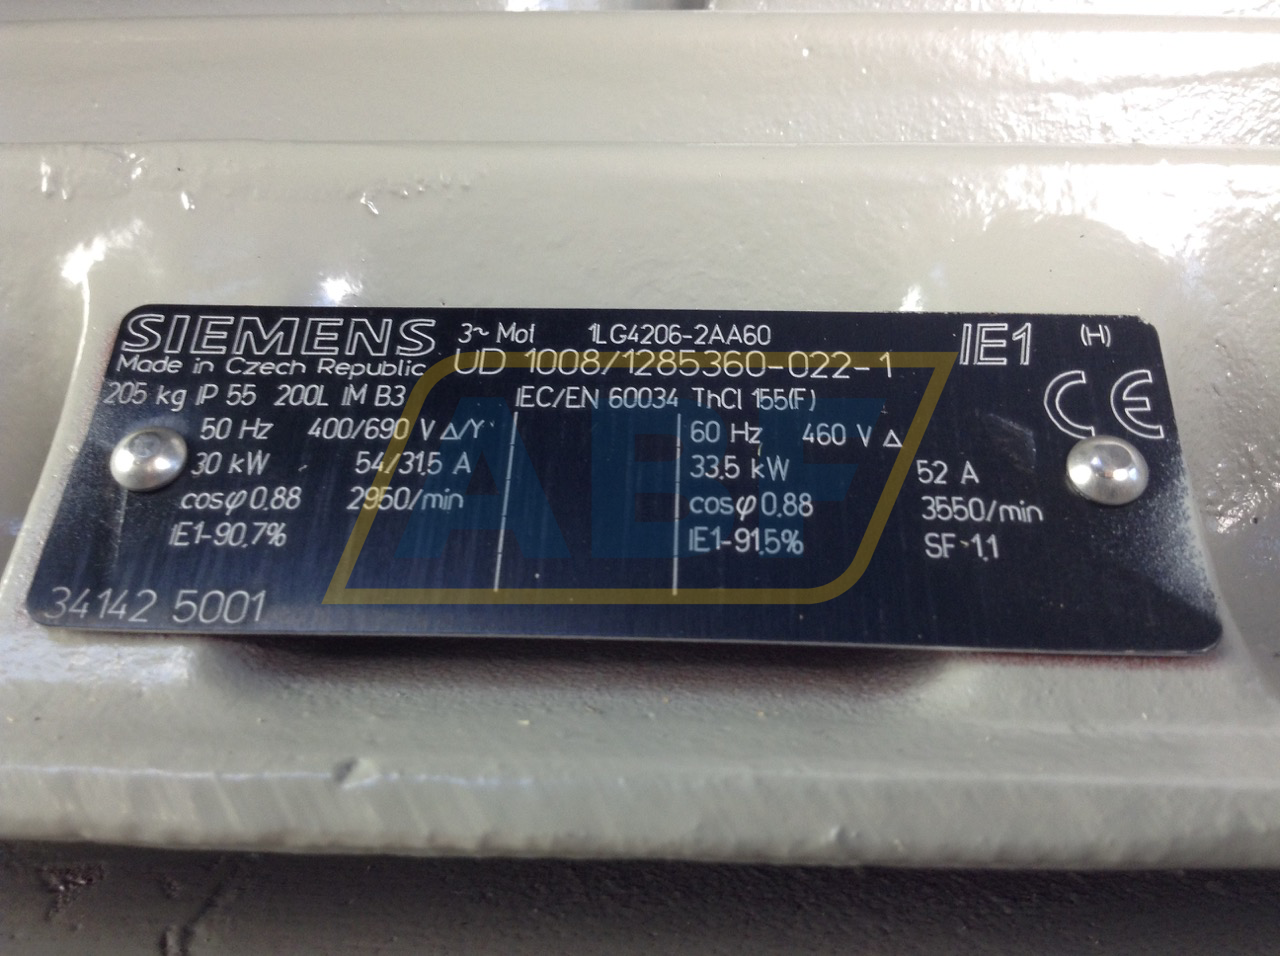 SIEMENS 3~ Mot 1LG4206-2AA60 IE1 (H)
Made in Czech Republic UD 1008/1285360-022-1
205 kg IP 55 200L IM B3 IEC/EN 60034 ThCl 155(F) CE
50 Hz 400/690 V Δ/Y 60 Hz 460 V Δ
30 kW 54/31.5 A 33.5 kW 52 A
cosφ 0.88 2950/min cosφ 0.88 3550/min
IE1-90.7% IE1-91.5% SF 1.1
34142 5001
ABF